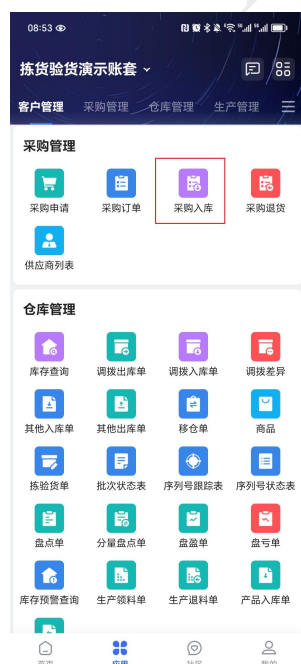 08:53
拣货验货演示账套
客户管理 采购管理 仓库管理 生产管理
采购管理
采购申请 采购订单 采购入库 采购退货
供应商列表
仓库管理
库存查询 调拨出库单 调拨入库单 调拨差异
其他入库单 其他出库单 移仓单 商品
拣验货单 批次状态表 序列号跟踪表 序列号状态表
盘点单 分量盘点单 盘盈单 盘亏单
库存预警查询 生产领料单 生产退料单 产品入库单
首页 应用 社区 我的